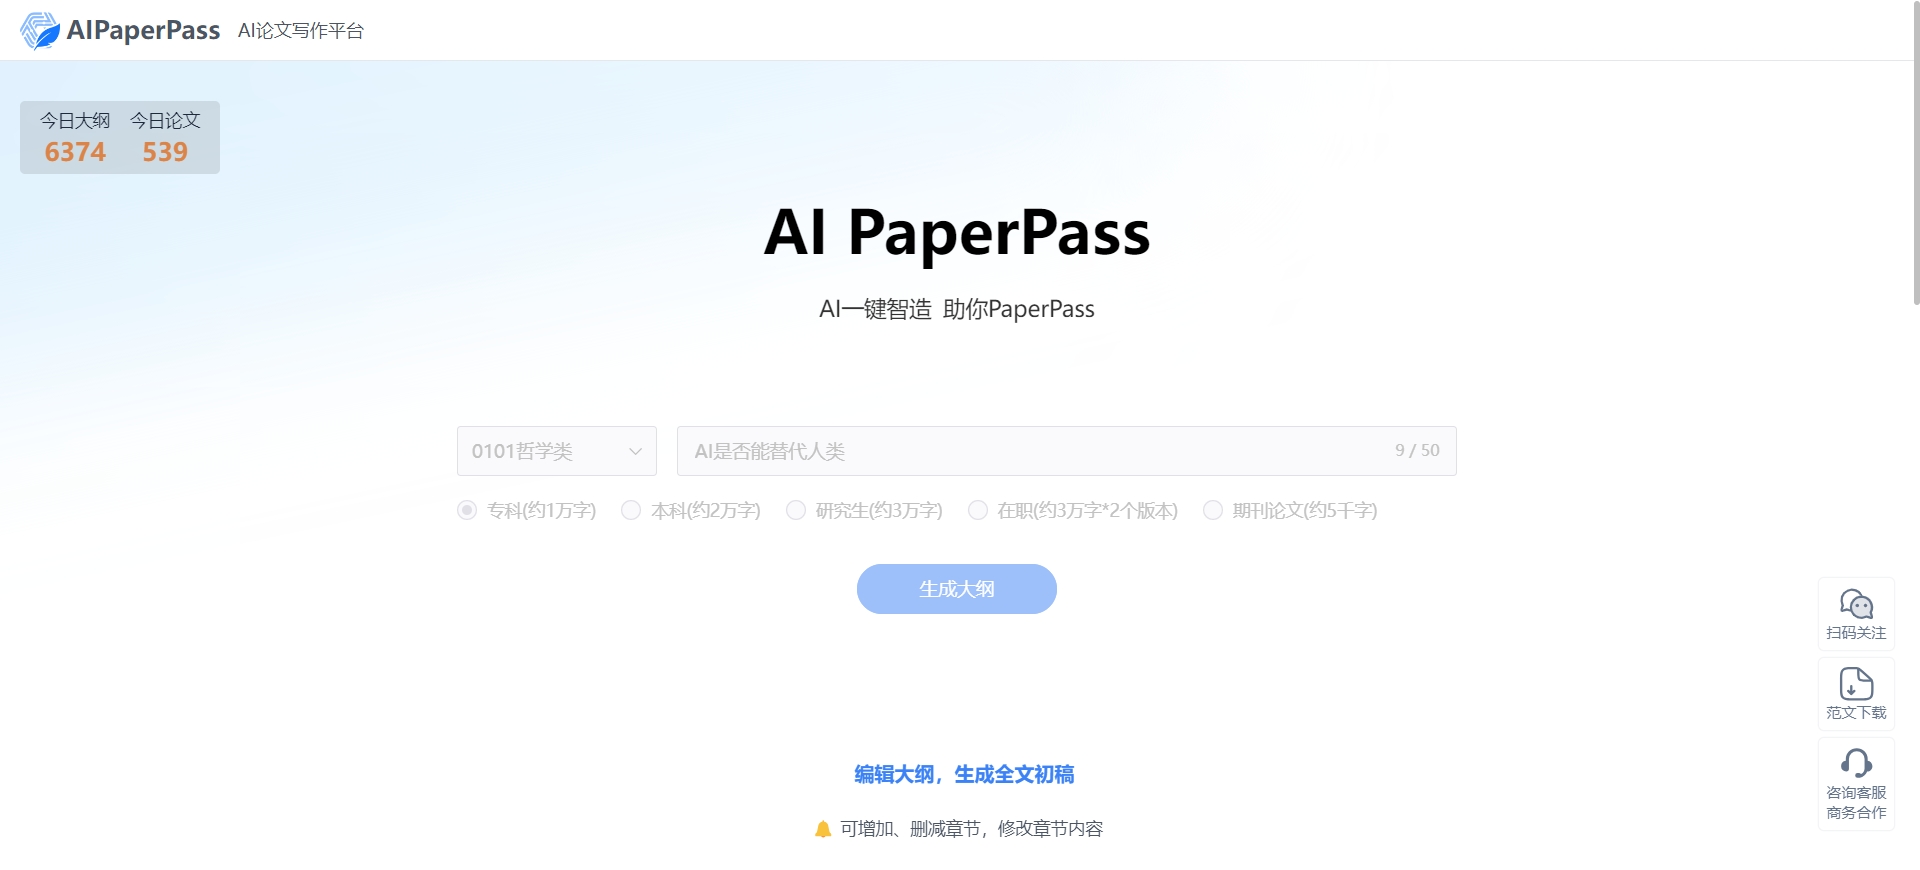 AIPaperPass AI论文写作平台
今日大纲 今日论文
6374 539
AI PaperPass
AI一键智造 助你PaperPass
0101哲学类 AI是否能替代人类 9 / 50
专科(约1万字) 本科(约2万字) 研究生(约3万字) 在职(约3万字*2个版本) 期刊论文(约5千字)
生成大纲
扫码关注
范文下载
咨询客服
商务合作
编辑大纲，生成全文初稿
可增加、删减章节，修改章节内容